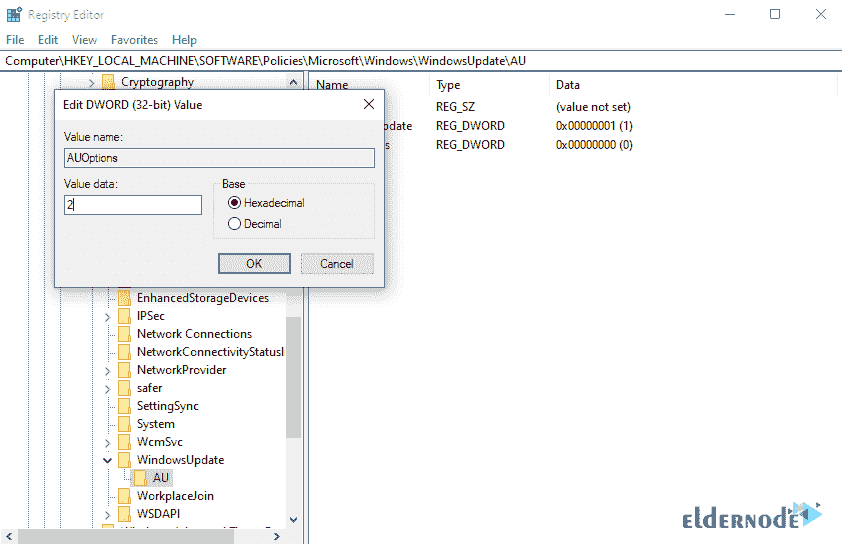 Registry Editor
File Edit View Favorites Help
Computer\HKEY_LOCAL_MACHINE\SOFTWARE\Policies\Microsoft\Windows\WindowsUpdate\AU
Cryptography
Name Type Data
REG_SZ (value not set)
REG_DWORD 0x00000001 (1)
REG_DWORD 0x00000000 (0)
Edit DWORD (32-bit) Value
Value name:
AUOptions
Value data:
2
Base
Hexadecimal
Decimal
OK Cancel
EnhancedStorageDevices
IPSec
Network Connections
NetworkConnectivityStatusI
NetworkProvider
safer
SettingSync
System
WcmSvc
WindowsUpdate
AU
WorkplaceJoin
WSDAPI
eldernode